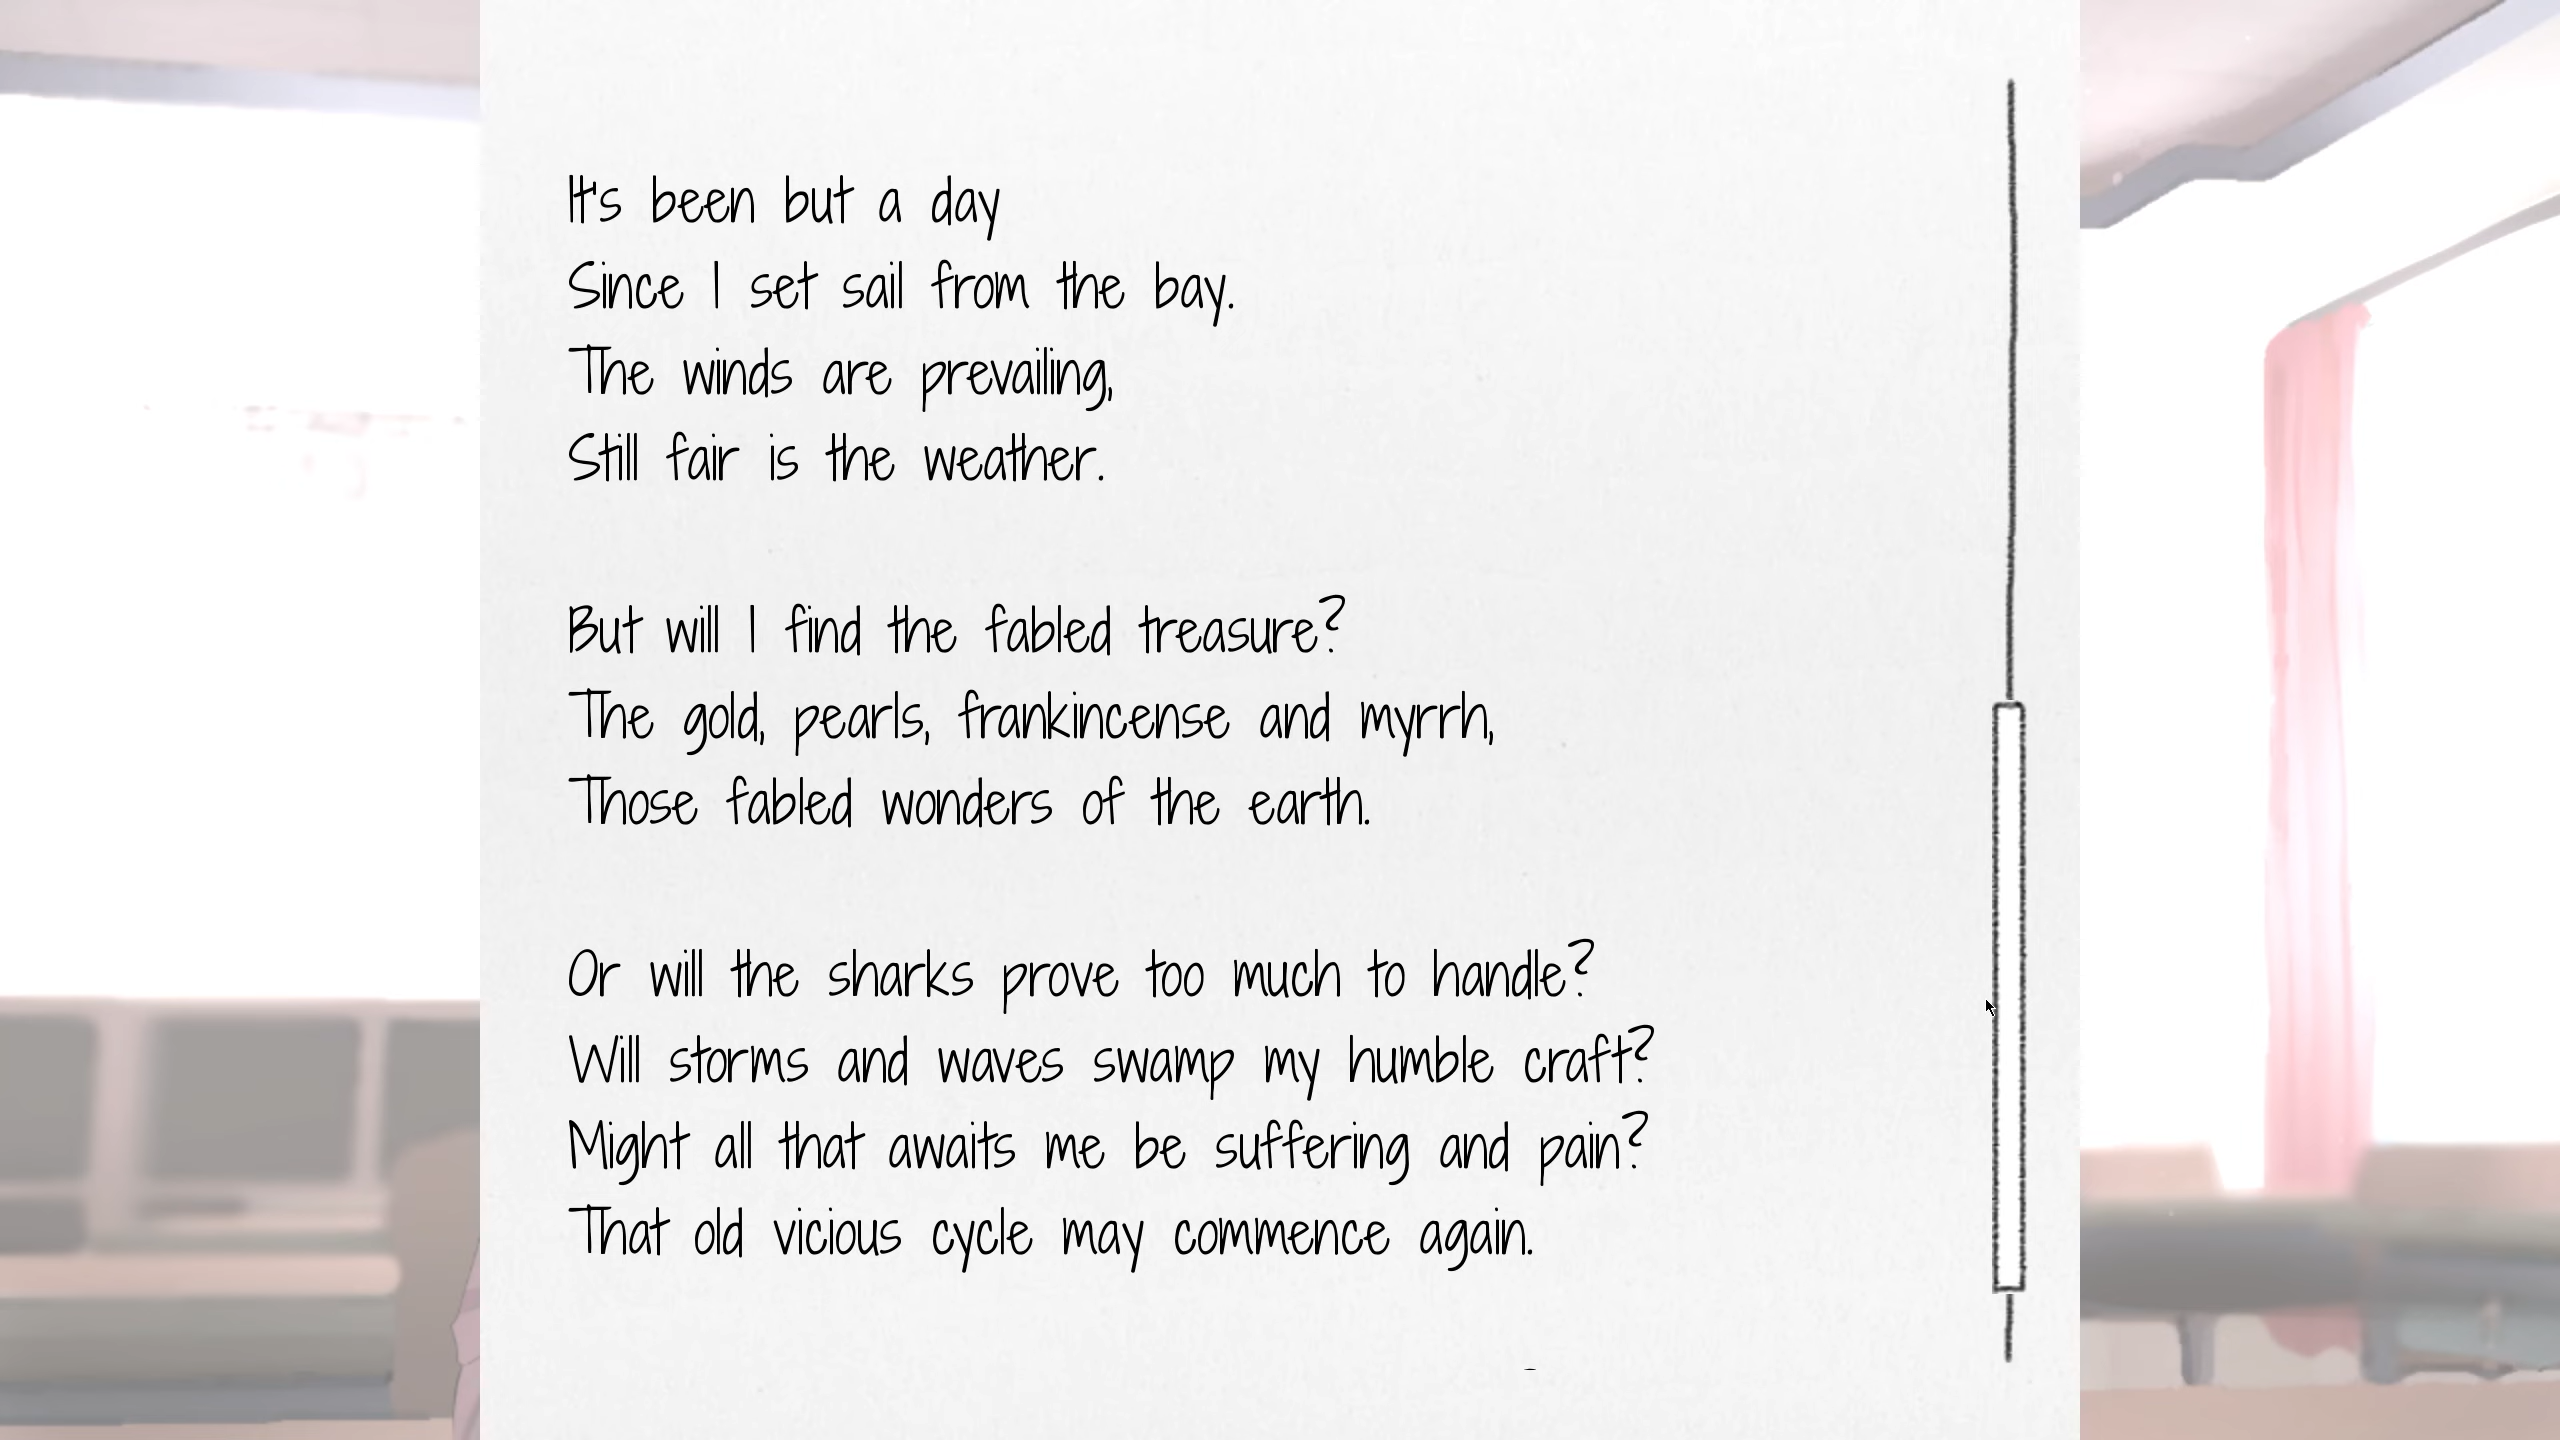 It's been but a day
Since I set sail from the bay.
The winds are prevailing,
Still fair is the weather.
But will I find the fabled treasure?
The gold, pearls, frankincense and myrrh,
Those fabled wonders of the earth.
Or will the sharks prove too much to handle?
Will storms and waves swamp my humble craft?
Might all that awaits me be suffering and pain?
That old vicious cycle may commence again.